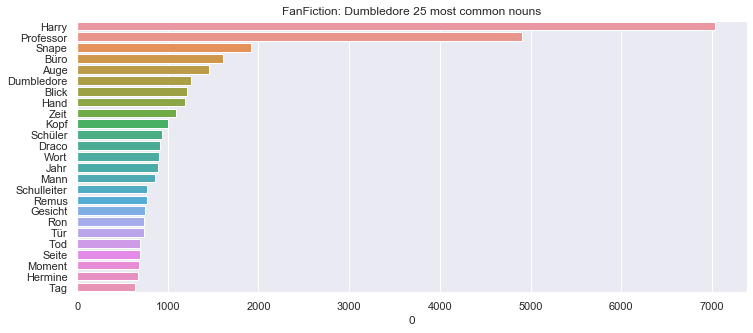 FanFiction: Dumbledore 25 most common nouns
Harry
Professor
Snape
Büro
Auge
Dumbledore
Blick
Hand
Zeit
Kopf
Schüler
Draco
Wort
Jahr
Mann
Schulleiter
Remus
Gesicht
Ron
Tür
Tod
Seite
Moment
Hermine
Tag
0 1000 2000 3000 4000 5000 6000 7000
0